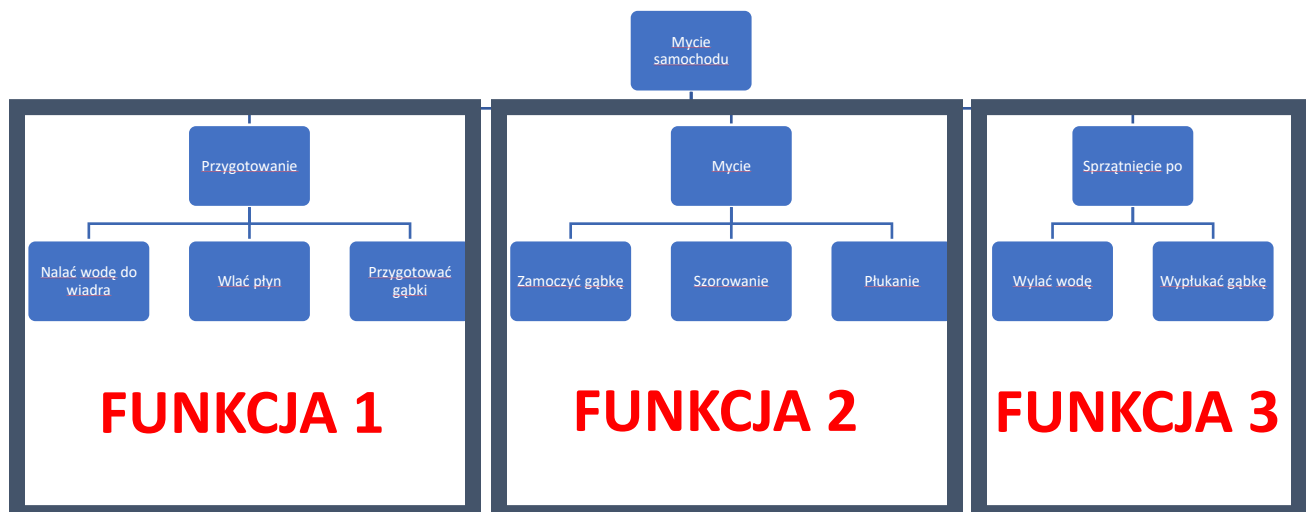 Mycie
samochodu
Przygotowanie
Mycie
Sprzątnięcie po
Nalać wodę do
wiadra
Wlać płyn
Przygotować
gąbki
Zamoczyć gąbkę
Szorowanie
Płukanie
Wylać wodę
Wypłukać gąbkę
FUNKCJA 1
FUNKCJA 2
FUNKCJA 3